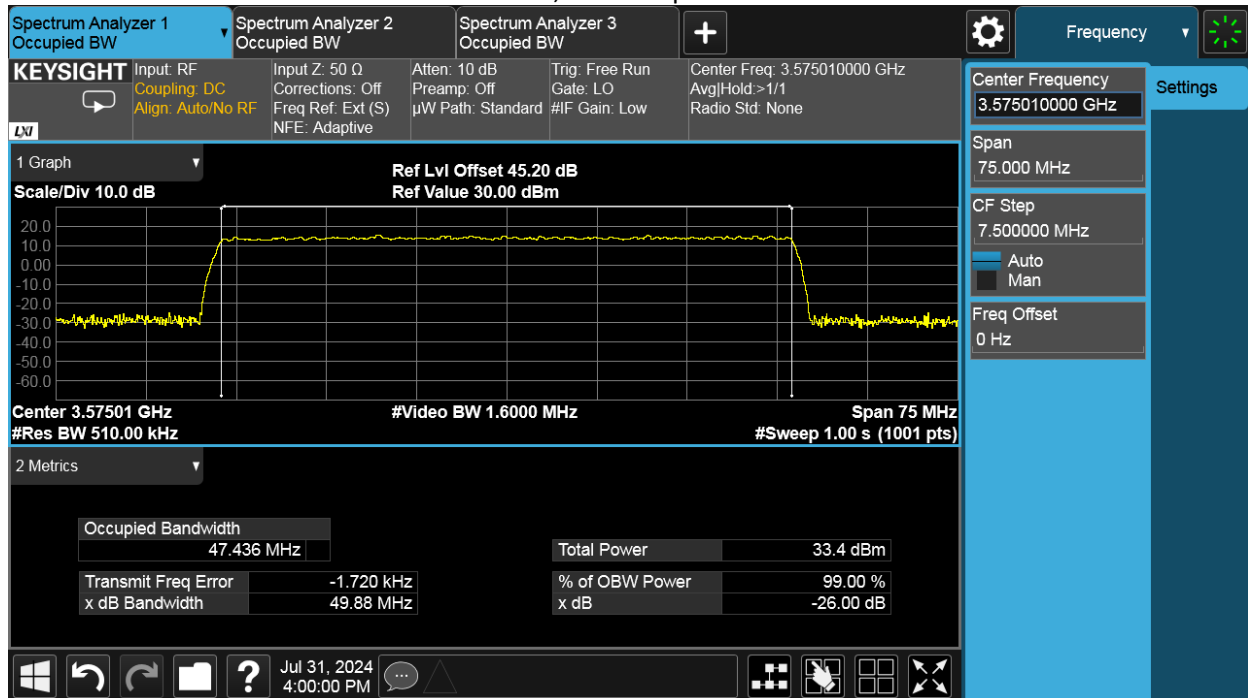 Spectrum Analyzer 1
Occupied BW
Spectrum Analyzer 2
Occupied BW
Spectrum Analyzer 3
Occupied BW
+
Frequency
KEYSIGHT
LXI
Input: RF
Coupling: DC
Align: Auto/No RF
Input Z: 50 Ω
Corrections: Off
Freq Ref: Ext (S)
NFE: Adaptive
Atten: 10 dB
Preamp: Off
µW Path: Standard
Trig: Free Run
Gate: LO
#IF Gain: Low
Center Freq: 3.575010000 GHz
Avg|Hold:>1/1
Radio Std: None
Center Frequency
3.575010000 GHz
Settings
Span
75.000 MHz
CF Step
7.500000 MHz
Auto
Man
Freq Offset
0 Hz
1 Graph
Scale/Div 10.0 dB
Ref Lvl Offset 45.20 dB
Ref Value 30.00 dBm
20.0
10.0
0.00
-10.0
-20.0
-30.0
-40.0
-50.0
-60.0
Center 3.57501 GHz
#Video BW 1.6000 MHz
Span 75 MHz
#Res BW 510.00 kHz
#Sweep 1.00 s (1001 pts)
2 Metrics
Occupied Bandwidth
47.436 MHz
Total Power 33.4 dBm
Transmit Freq Error -1.720 kHz
% of OBW Power 99.00 %
x dB Bandwidth 49.88 MHz
x dB -26.00 dB
?
Jul 31, 2024
4:00:00 PM